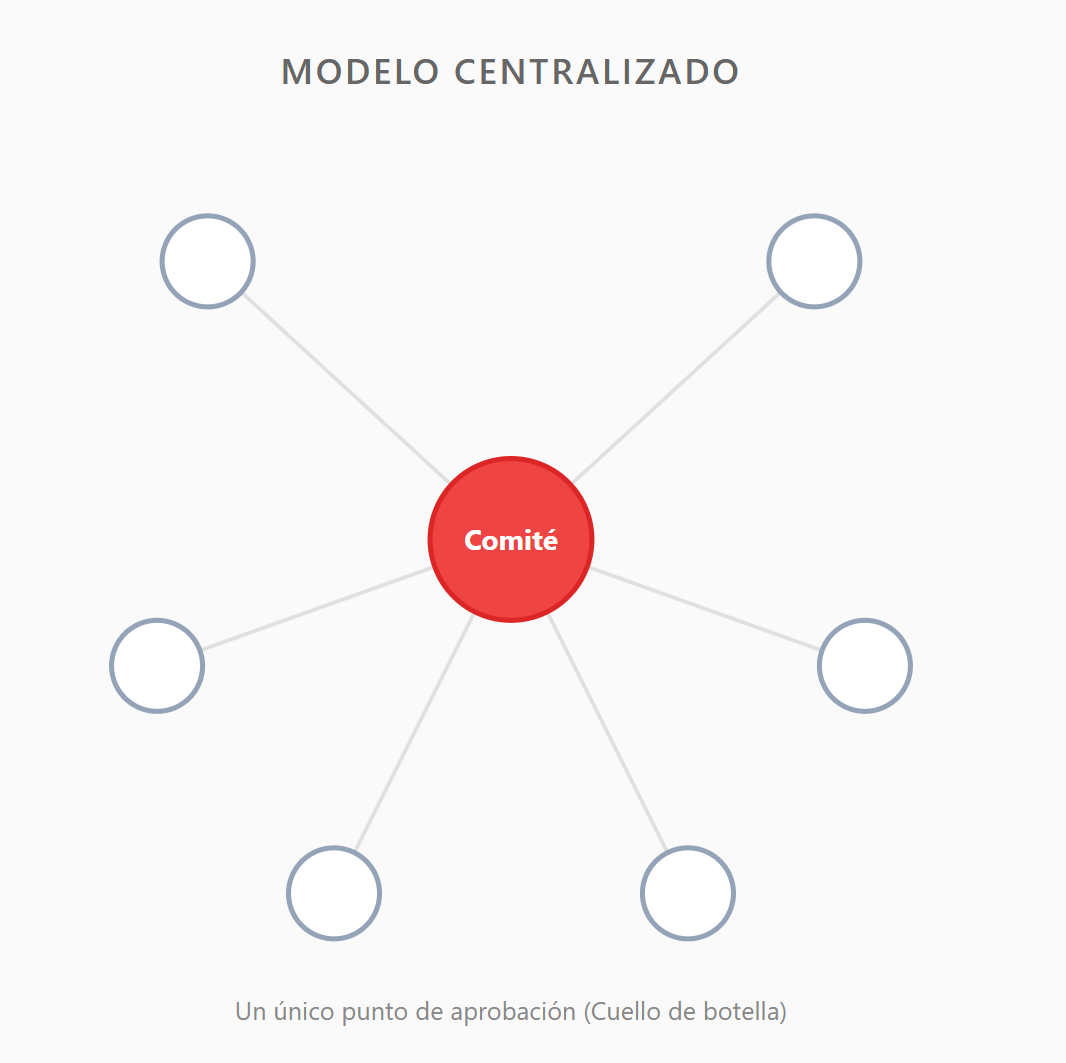 MODELO CENTRALIZADO
Comité
Un único punto de aprobación (Cuello de botella)